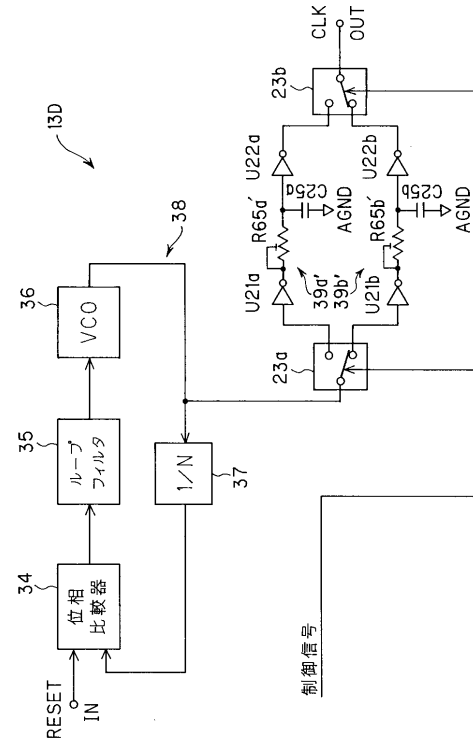 13D
38
RESET
IN
34
位相
比較器
35
ループ
フィルタ
36
VCO
1/N
37
制御信号
23a
U21a
R65a'
39a'
C25a
AGND
U22a
U21b
R65b'
39b'
C25b
AGND
U22b
23b
CLK
OUT